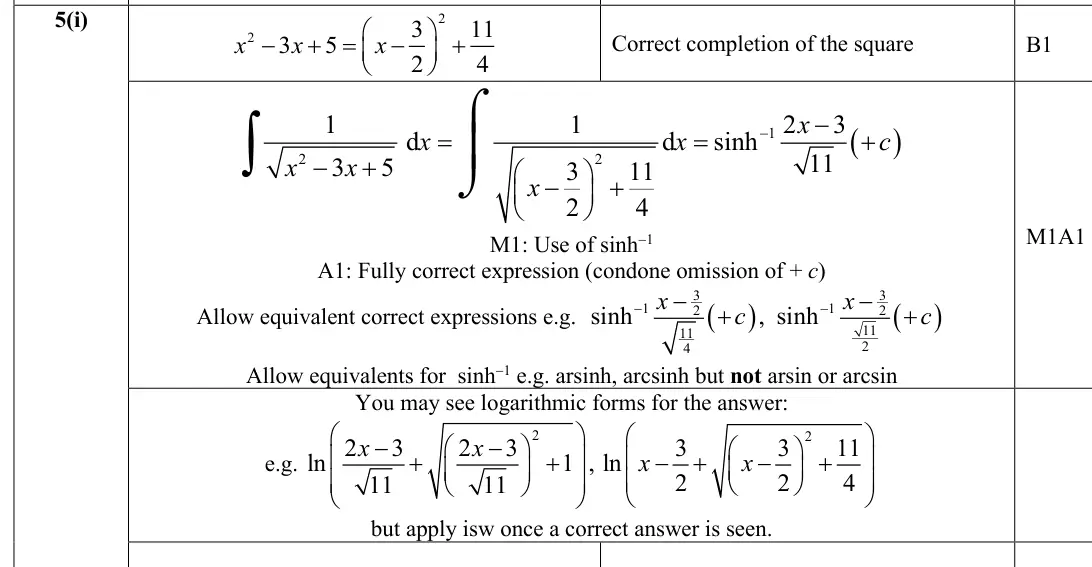 5(i)
x² − 3x + 5 = (x − 3/2)² + 11/4
Correct completion of the square
B1
∫ 1/√(x² − 3x + 5) dx = ∫ 1/√((x − 3/2)² + 11/4) dx = sinh⁻¹ (2x − 3)/√11 (+c)
M1: Use of sinh⁻¹
A1: Fully correct expression (condone omission of + c)
Allow equivalent correct expressions e.g. sinh⁻¹ (x − 3/2)/√(11/4) (+c), sinh⁻¹ (x − 3/2)/(√11/2) (+c)
Allow equivalents for sinh⁻¹ e.g. arsinh, arcsinh but not arsin or arcsin
M1A1
You may see logarithmic forms for the answer:
e.g. ln((2x − 3)/√11 + √(((2x − 3)/√11)² + 1)), ln(x − 3/2 + √((x − 3/2)² + 11/4))
but apply isw once a correct answer is seen.